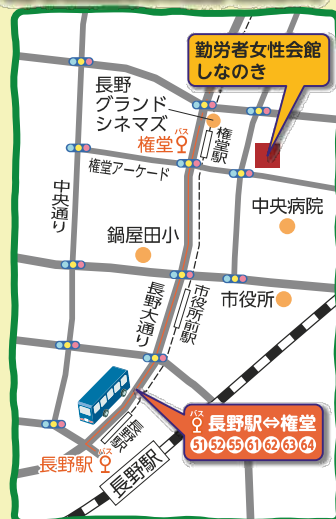 勤労者女性会館
しなのき
長野
グランド
シネマズ
バス
権堂
権堂駅
権堂アーケード
中央通り
中央病院
鍋屋田小
長野大通り
市役所前駅
市役所
バス
長野駅⇔権堂
51 52 55 61 62 63 64
長野駅
バス
長野駅
長野駅